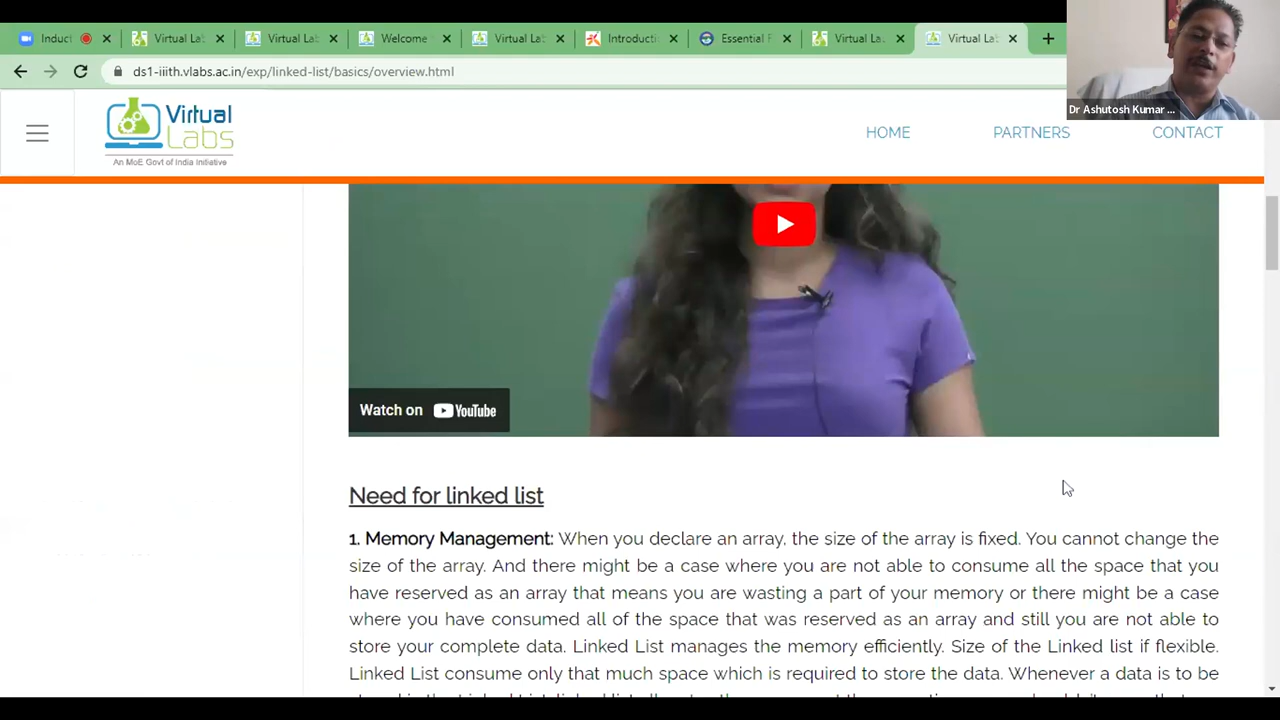 Induct
Virtual La
Virtual Lab
Welcome
Virtual Lab
Introducti
Essential F
Virtual La
Virtual Lab
ds1-iiith.vlabs.ac.in/exp/linked-list/basics/overview.html
Dr Ashutosh Kumar ...
Virtual
Labs
An MoE Govt of India Initiative
HOME
PARTNERS
CONTACT
Watch on YouTube
Need for linked list
1. Memory Management: When you declare an array, the size of the array is fixed. You cannot change the
size of the array. And there might be a case where you are not able to consume all the space that you
have reserved as an array that means you are wasting a part of your memory or there might be a case
where you have consumed all of the space that was reserved as an array and still you are not able to
store your complete data. Linked List manages the memory efficiently. Size of the Linked list if flexible.
Linked List consume only that much space which is required to store the data. Whenever a data is to be